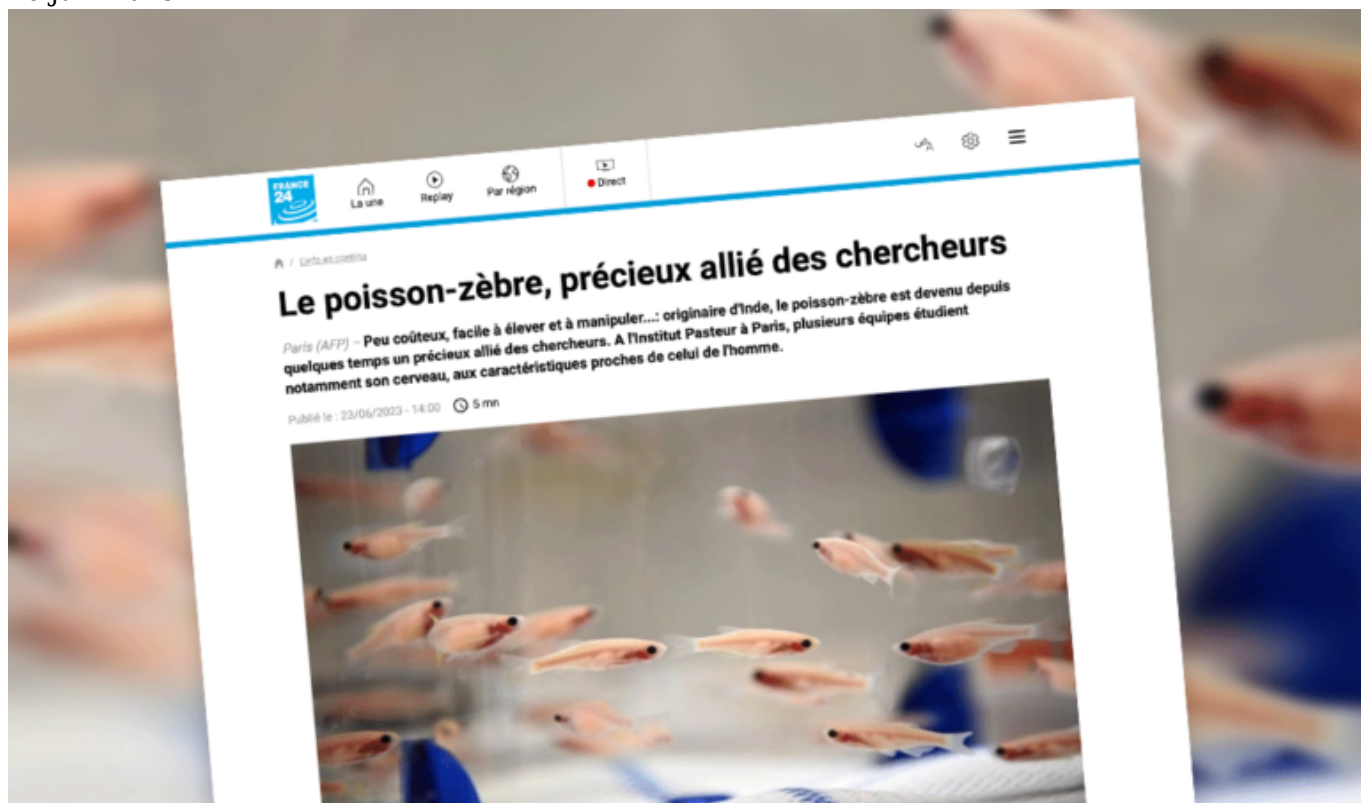 FRANCE
24
La une
Replay
Par région
Direct
/ L'info en continu
Le poisson-zèbre, précieux allié des chercheurs
Paris (AFP) – Peu coûteux, facile à élever et à manipuler...: originaire d'Inde, le poisson-zèbre est devenu depuis
quelques temps un précieux allié des chercheurs. A l'Institut Pasteur à Paris, plusieurs équipes étudient
notamment son cerveau, aux caractéristiques proches de celui de l'homme.
Publié le : 23/06/2023 - 14:00 5 mn